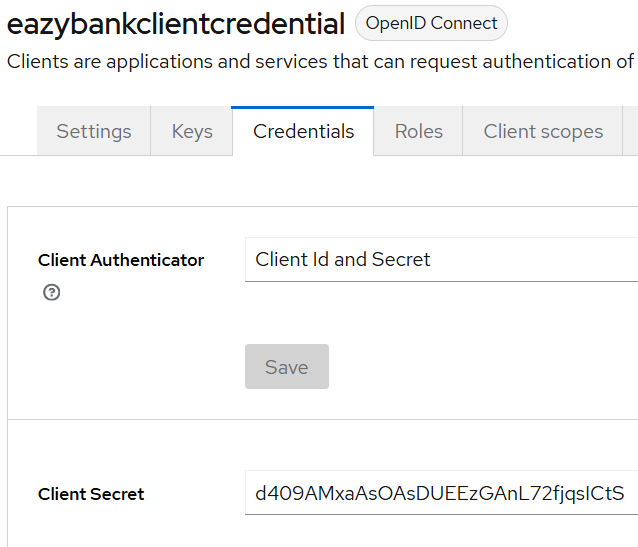 eazybankclientcredential OpenID Connect
Clients are applications and services that can request authentication of
Settings Keys Credentials Roles Client scopes
Client Authenticator Client Id and Secret
?
Save
Client Secret d409AMxaAsOAsDUEEzGAnL72fjqsICtS